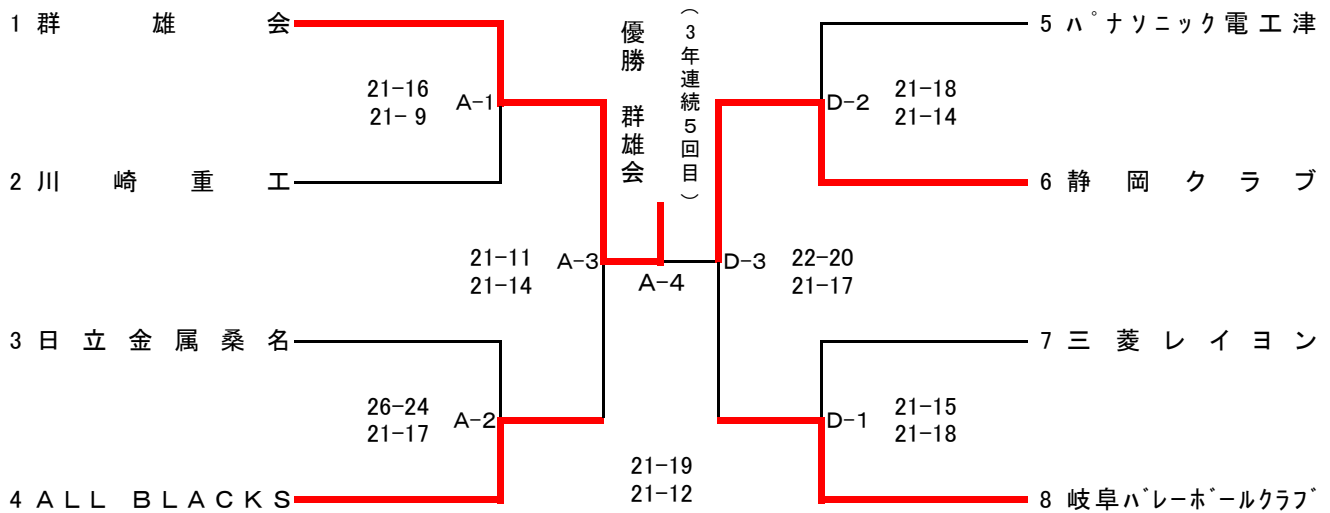 1 群雄会
21-16
21- 9
A-1
2 川崎重工
21-11
21-14
A-3
3 日立金属桑名
26-24
21-17
A-2
4 ALL BLACKS
優勝 群雄会
(3年連続5回目)
A-4
21-19
21-12
5 ﾊﾟﾅｿﾆｯｸ電工津
D-2
21-18
21-14
6 静岡クラブ
D-3
22-20
21-17
7 三菱レイヨン
D-1
21-15
21-18
8 岐阜ﾊﾞﾚｰﾎﾞｰﾙｸﾗﾌﾞ